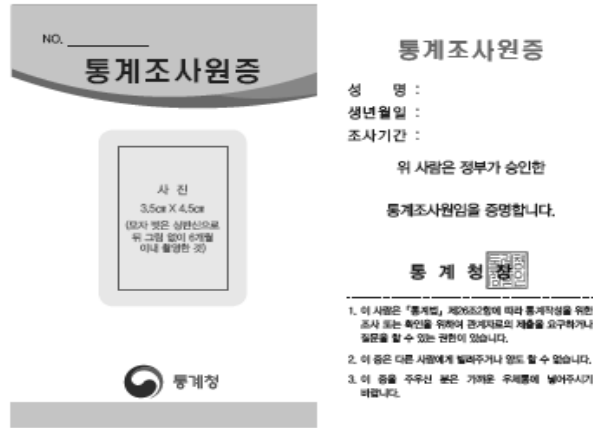 NO.
통계조사원증
사 진
3.5㎝ X 4.5㎝
(모자 벗은 상반신으로
뒤 그림 없이 6개월
이내 촬영한 것)
통계청
통계조사원증
성 명 :
생년월일 :
조사기간 :
위 사람은 정부가 승인한
통계조사원임을 증명합니다.
통 계 청 장
1. 이 사람은 「통계법」 제26조2항에 따라 통계작성을 위한
조사 또는 확인을 위하여 관계자료의 제출을 요구하거나
질문을 할 수 있는 권한이 있습니다.
2. 이 증은 다른 사람에게 빌려주거나 양도 할 수 없습니다.
3. 이 증을 주우신 분은 가까운 우체통에 넣어주시기
바랍니다.